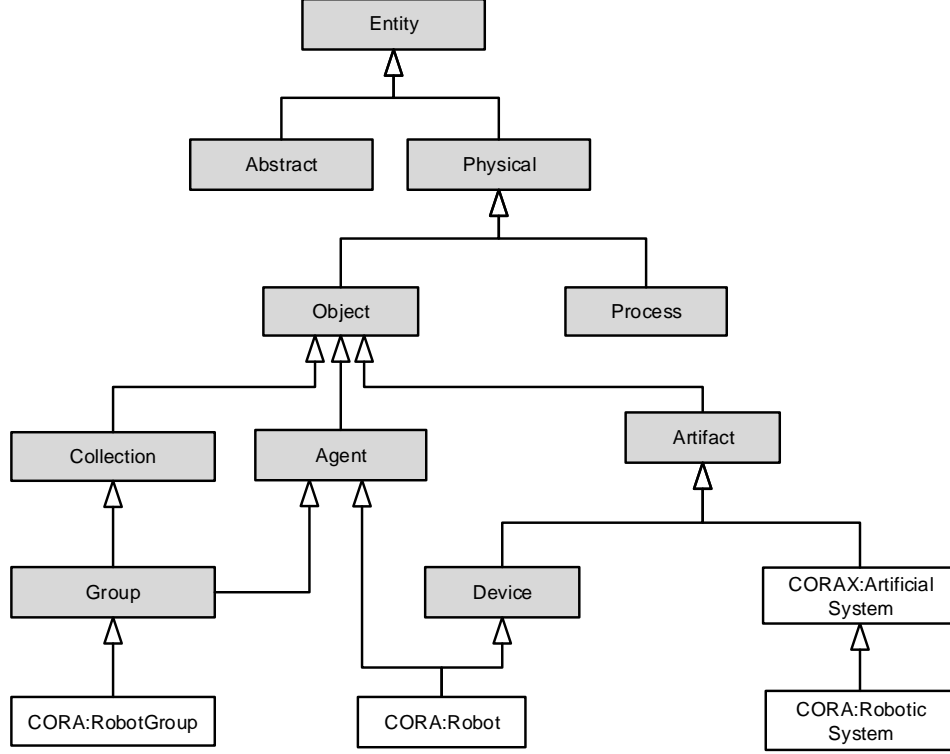 Entity
Abstract
Physical
Object
Process
Collection
Agent
Artifact
Group
Device
CORAX:Artificial
System
CORA:RobotGroup
CORA:Robot
CORA:Robotic
System